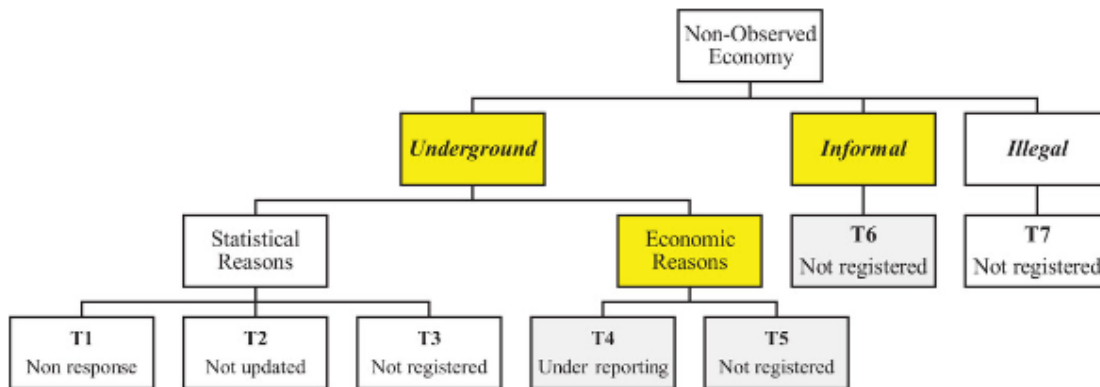 Non-Observed
Economy
Underground
Informal
Illegal
Statistical
Reasons
Economic
Reasons
T6
Not registered
T7
Not registered
T1
Non response
T2
Not updated
T3
Not registered
T4
Under reporting
T5
Not registered